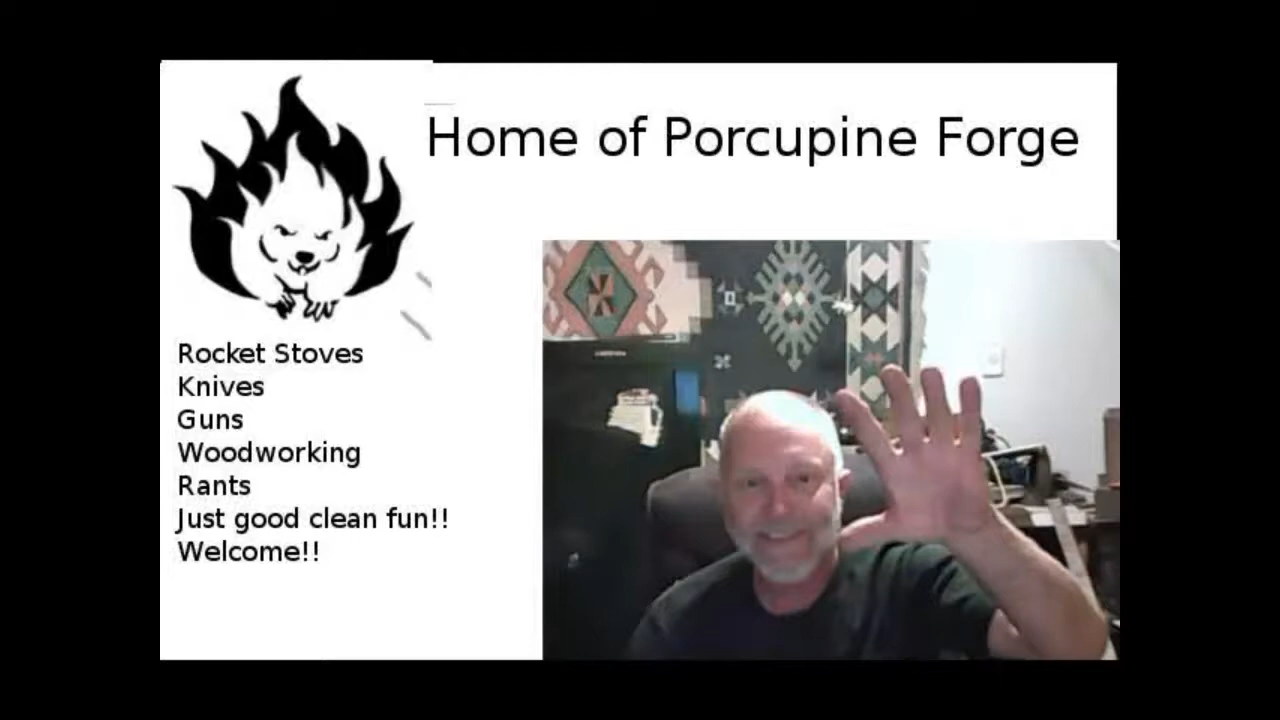 Home of Porcupine Forge
Rocket Stoves
Knives
Guns
Woodworking
Rants
Just good clean fun!!
Welcome!!